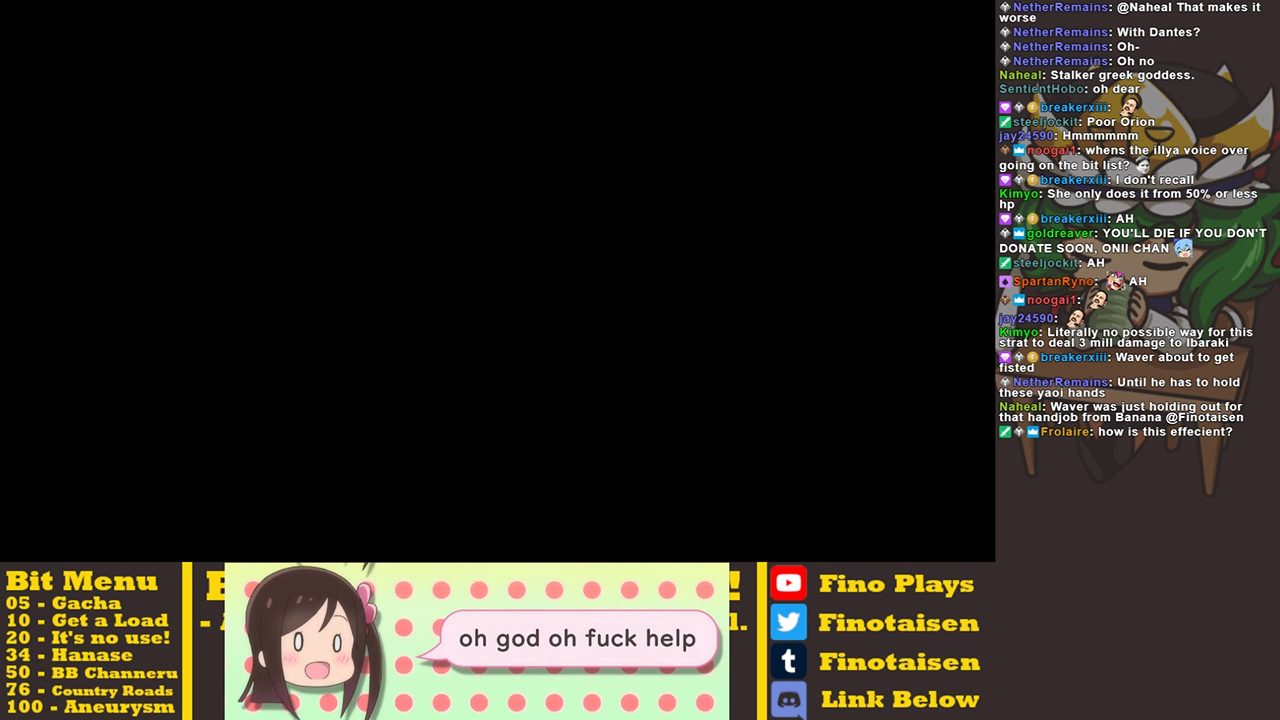 NetherRemains: @Naheal That makes it
worse
NetherRemains: With Dantes?
NetherRemains: Oh-
NetherRemains: Oh no
Naheal: Stalker greek goddess.
SentientHobo: oh dear
breakerxiii:
steeljockit: Poor Orion
jay24590: Hmmmmmm
noogai1: whens the illya voice over
going on the bit list?
breakerxiii: I don't recall
Kimyo: She only does it from 50% or less
hp
breakerxiii: AH
goldreaver: YOU'LL DIE IF YOU DON'T
DONATE SOON, ONII CHAN
steeljockit: AH
SpartanRyno: AH
noogai1:
jay24590:
Kimyo: Literally no possible way for this
strat to deal 3 mill damage to Ibaraki
breakerxiii: Waver about to get
fisted
NetherRemains: Until he has to hold
these yaoi hands
Naheal: Waver was just holding out for
that handjob from Banana @Finotaisen
Frolaire: how is this effecient?
Bit Menu
05 - Gacha
10 - Get a Load
20 - It's no use!
34 - Hanase
50 - BB Channeru
76 - Country Roads
100 - Aneurysm
oh god oh fuck help
Fino Plays
Finotaisen
Finotaisen
Link Below